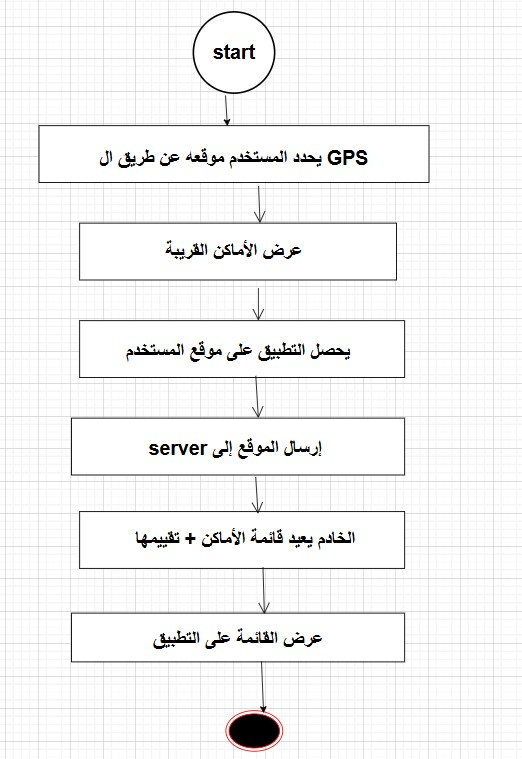 start
يحدد المستخدم موقعه عن طريق ال GPS
عرض الأماكن القريبة
يحصل التطبيق على موقع المستخدم
إرسال الموقع إلى server
الخادم يعيد قائمة الأماكن + تقييمها
عرض القائمة على التطبيق